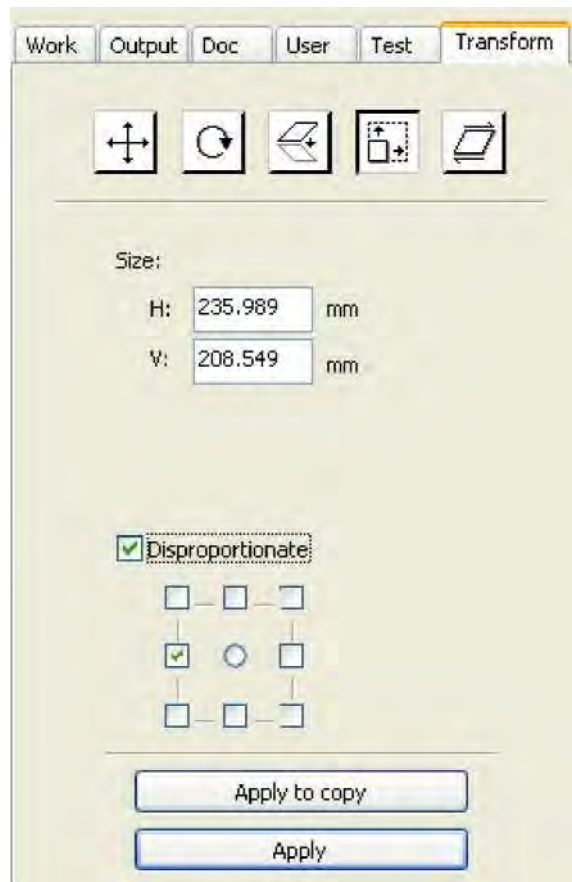 Work Output Doc User Test Transform
Size:
H: 235.989 mm
V: 208.549 mm
Disproportionate
Apply to copy
Apply